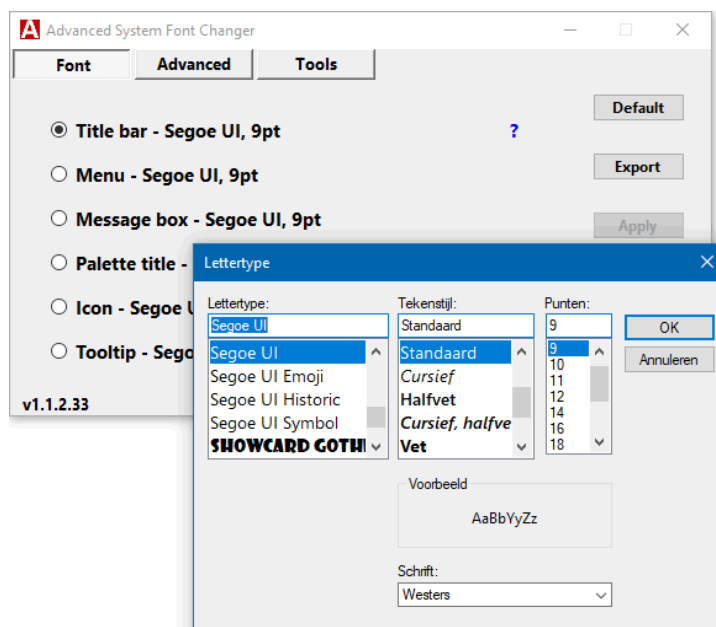 Advanced System Font Changer
Font Advanced Tools
Default
Title bar - Segoe UI, 9pt ?
Export
Menu - Segoe UI, 9pt
Message box - Segoe UI, 9pt
Apply
Palette title -
Icon - Segoe
Tooltip -
v1.1.2.33
Lettertype
Lettertype: Tekenstijl: Punten:
Segoe UI Standaard 9 OK
Segoe UI Standaard 9 Annuleren
Segoe UI Emoji Cursief 10
Segoe UI Historic Halfvet 11
Segoe UI Symbol Cursief, halfve 12
SHOWCARD Vet 14
16
18
Voorbeeld
AaBbYyZz
Schrift:
Westers